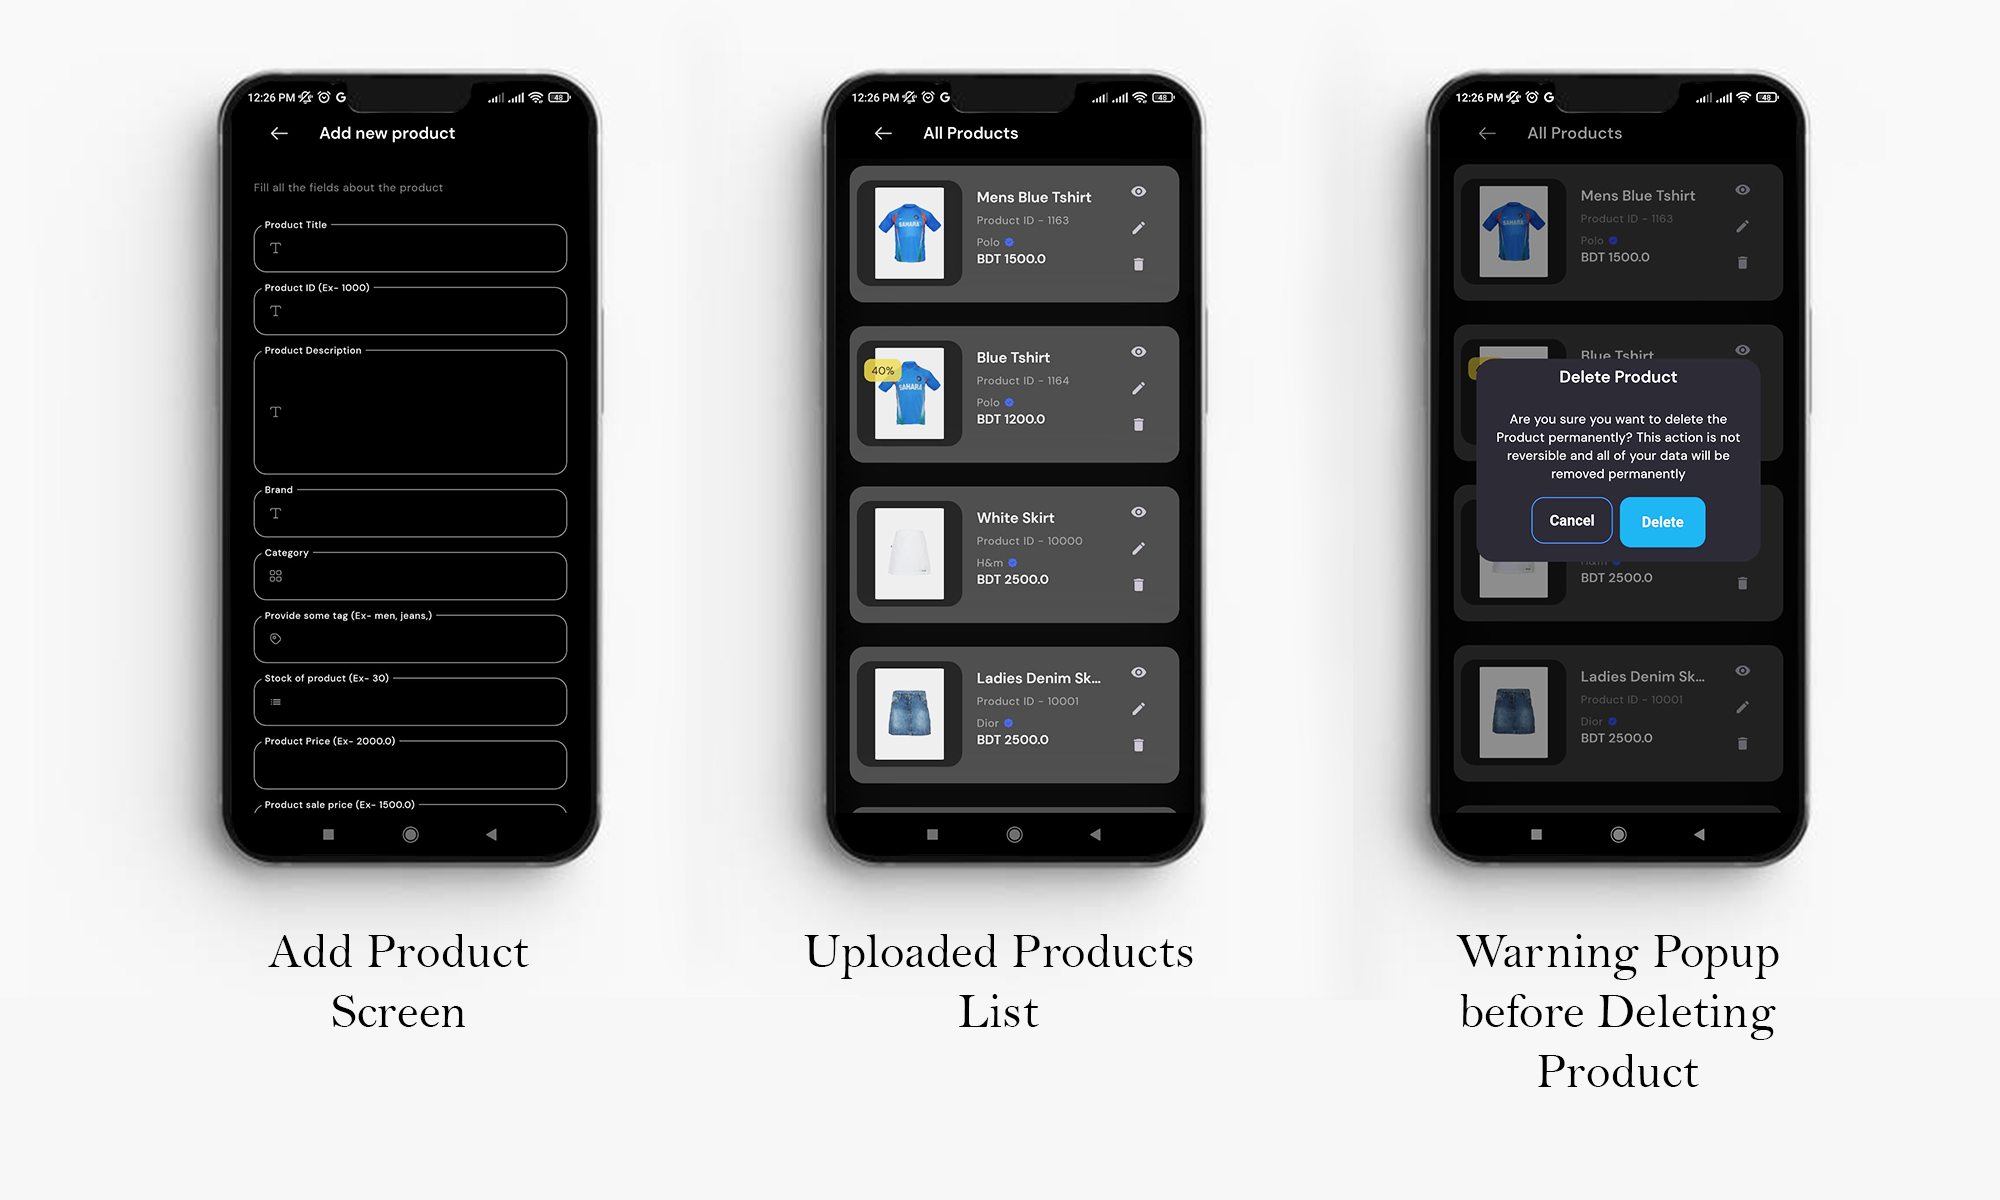 12:26 PM
48
Add new product
Fill all the fields about the product
Product Title
Product ID (Ex- 1000)
Product Description
Brand
Category
Provide some tag (Ex- men, jeans,)
Stock of product (Ex- 30)
Product Price (Ex- 2000.0)
Product sale price (Ex- 1500.0)
Add Product
Screen
12:26 PM
48
All Products
SAHARA
Mens Blue Tshirt
Product ID - 1163
Polo
BDT 1500.0
40%
SAHARA
Blue Tshirt
Product ID - 1164
Polo
BDT 1200.0
White Skirt
Product ID - 10000
H&m
BDT 2500.0
Ladies Denim Sk...
Product ID - 10001
Dior
BDT 2500.0
Uploaded Products
List
12:26 PM
48
All Products
SAHARA
Mens Blue Tshirt
Product ID - 1163
Polo
BDT 1500.0
Blue Tshirt
Delete Product
Are you sure you want to delete the
Product permanently? This action is not
reversible and all of your data will be
removed permanently
Cancel
Delete
H&m
BDT 2500.0
Ladies Denim Sk...
Product ID - 10001
Dior
BDT 2500.0
Warning Popup
before Deleting
Product